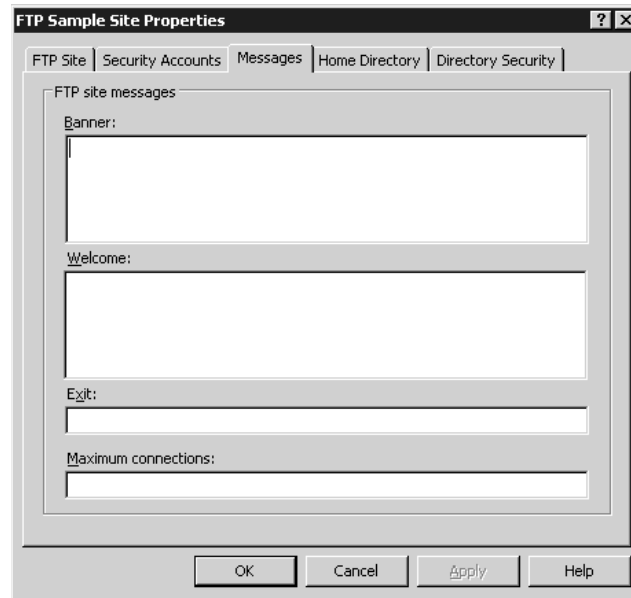 FTP Sample Site Properties
FTP Site Security Accounts Messages Home Directory Directory Security
FTP site messages
Banner:
Welcome:
Exit:
Maximum connections:
OK Cancel Apply Help